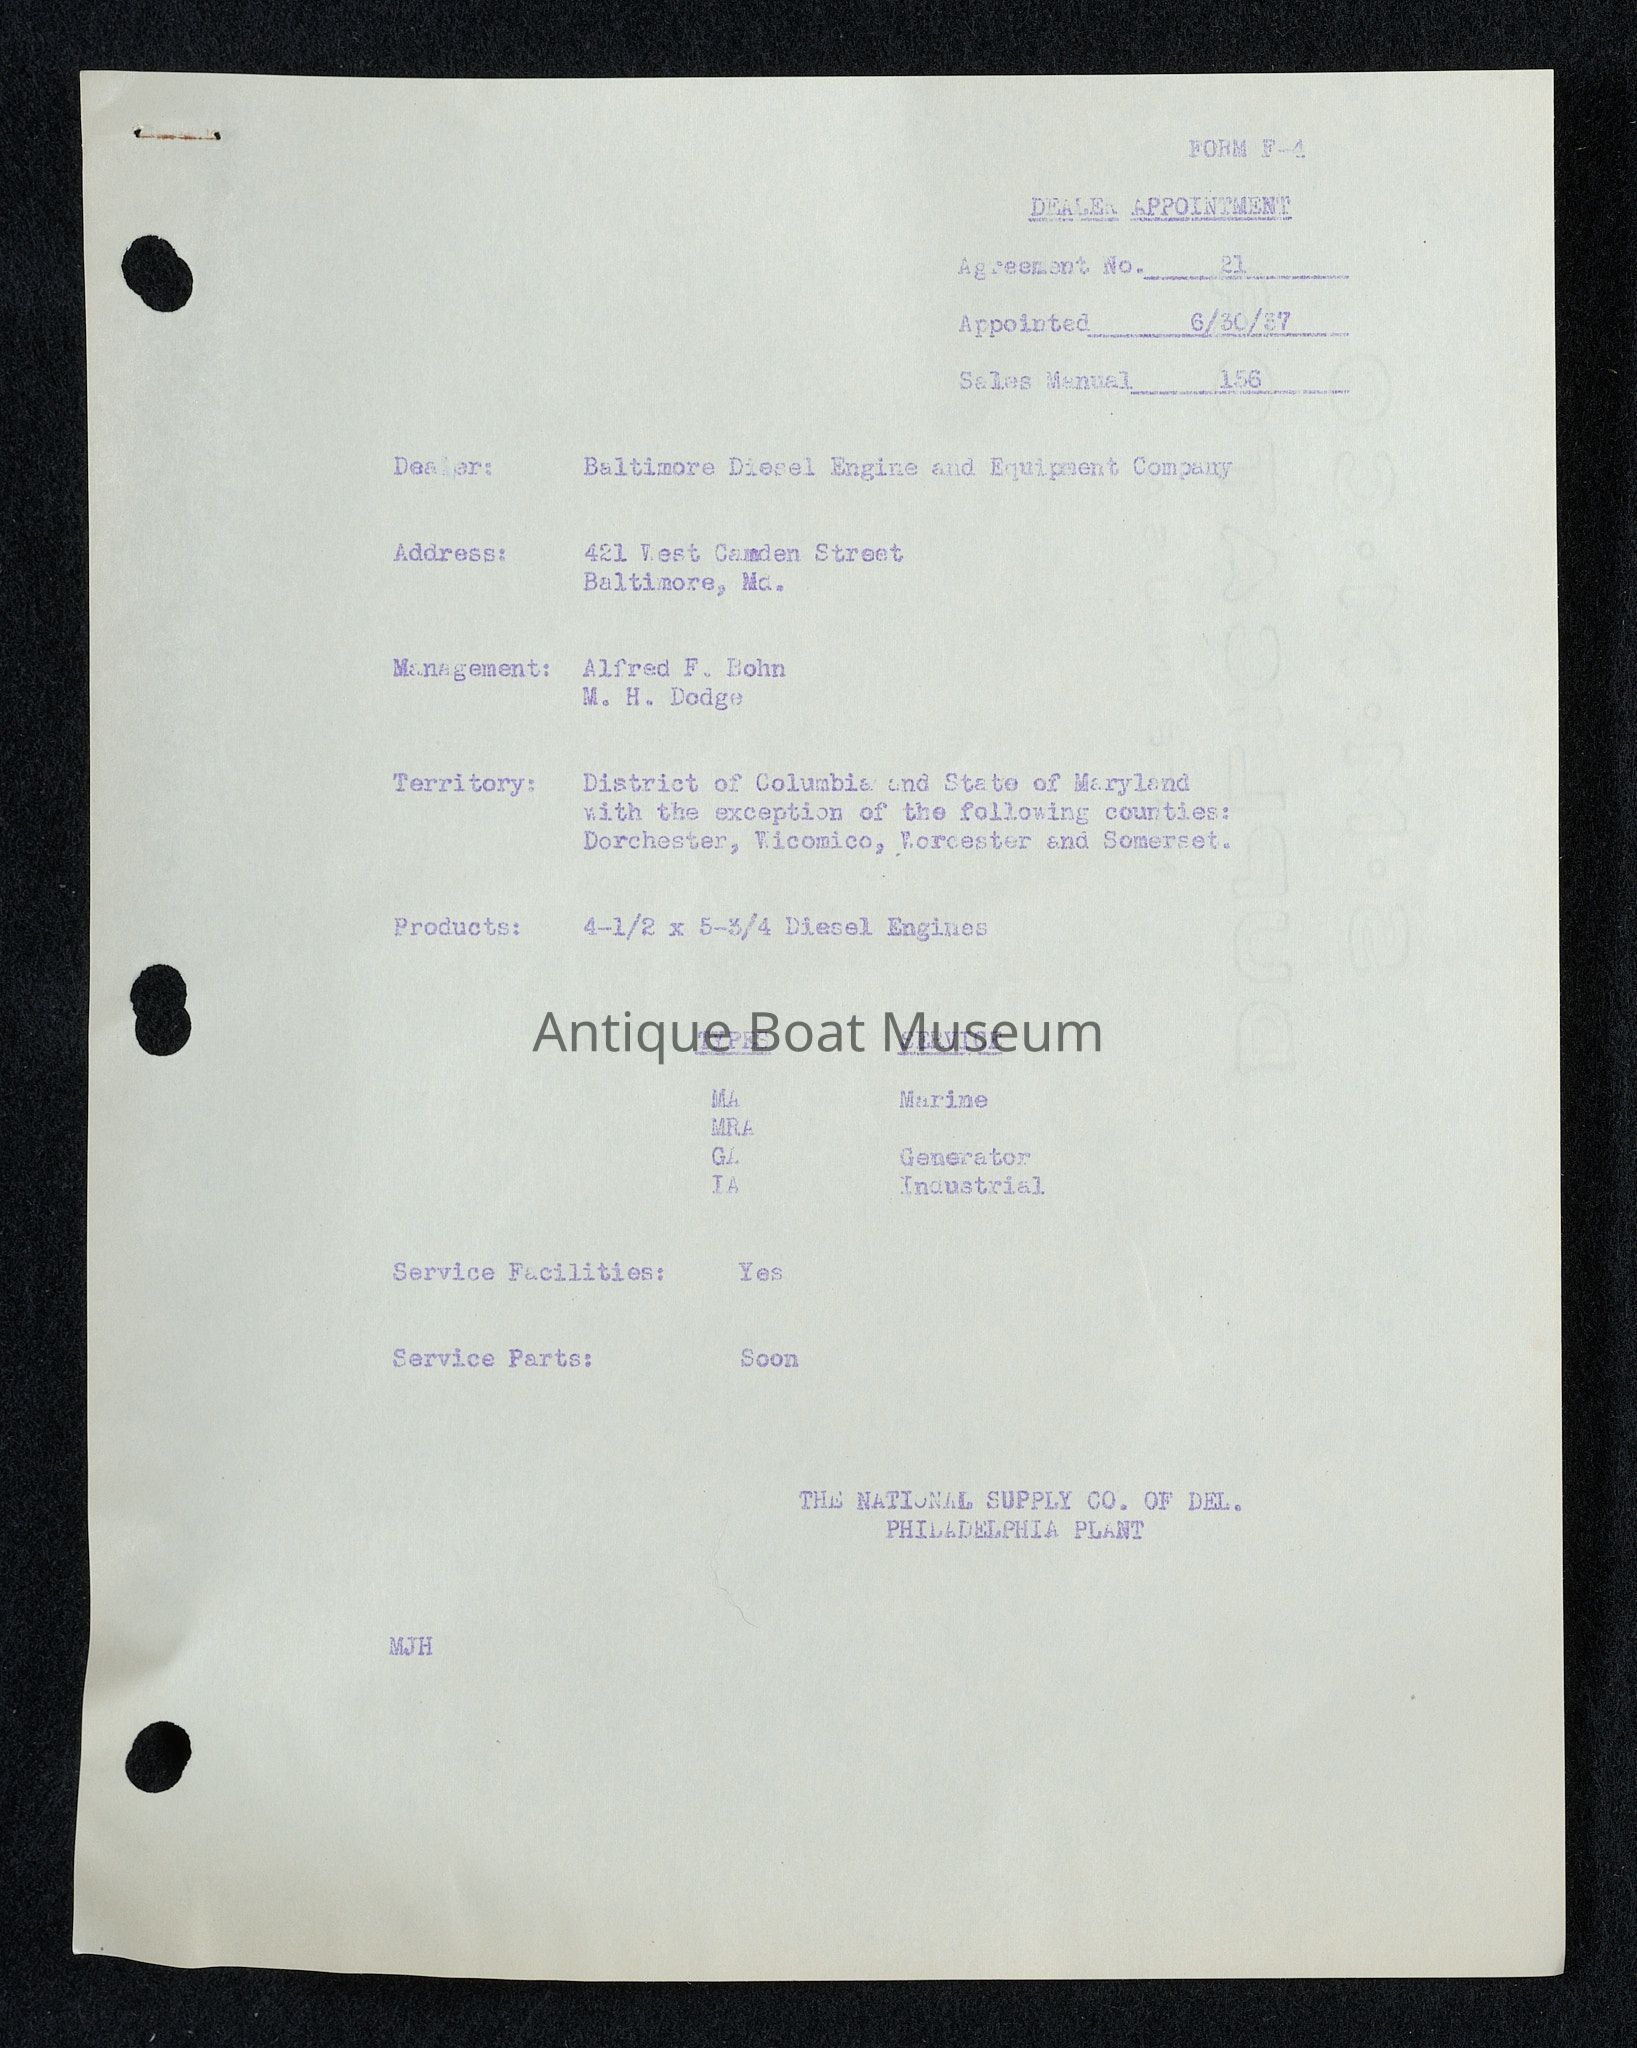 FORM F-4
DEALER APPOINTMENT
Agreement No. 21
Appointed 6/30/37
Sales Manual 156
Dealer: Baltimore Diesel Engine and Equipment Company
Address: 421 West Camden Street
Baltimore, Md.
Management: Alfred F. Bohn
M. H. Dodge
Territory: District of Columbia and State of Maryland
with the exception of the following counties:
Dorchester, Wicomico, Worcester and Somerset.
Products: 4-1/2 x 5-3/4 Diesel Engines
Antique Boat Museum
TYPES SERVICE
MA Marine
MRA
GA Generator
IA Industrial
Service Facilities: Yes
Service Parts: Soon
THE NATIONAL SUPPLY CO. OF DEL.
PHILADELPHIA PLANT
MJH